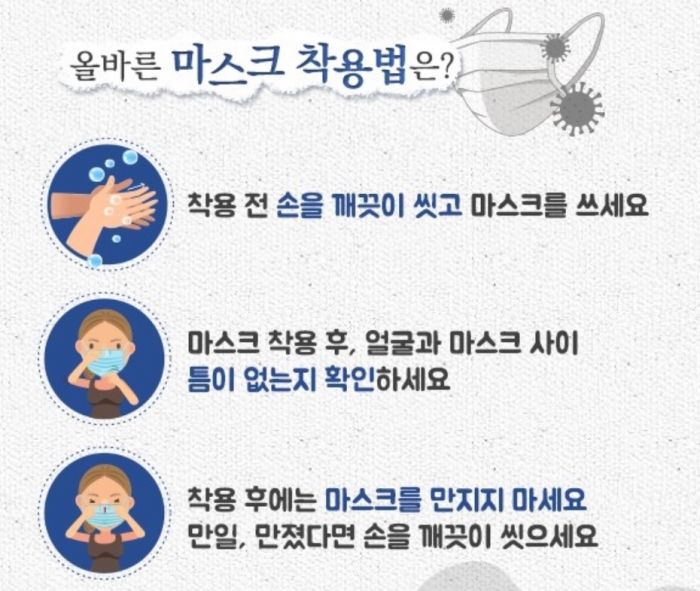 올바른 마스크 착용법은?
착용 전 손을 깨끗이 씻고 마스크를 쓰세요
마스크 착용 후, 얼굴과 마스크 사이
틈이 없는지 확인하세요
착용 후에는 마스크를 만지지 마세요
만일, 만졌다면 손을 깨끗이 씻으세요